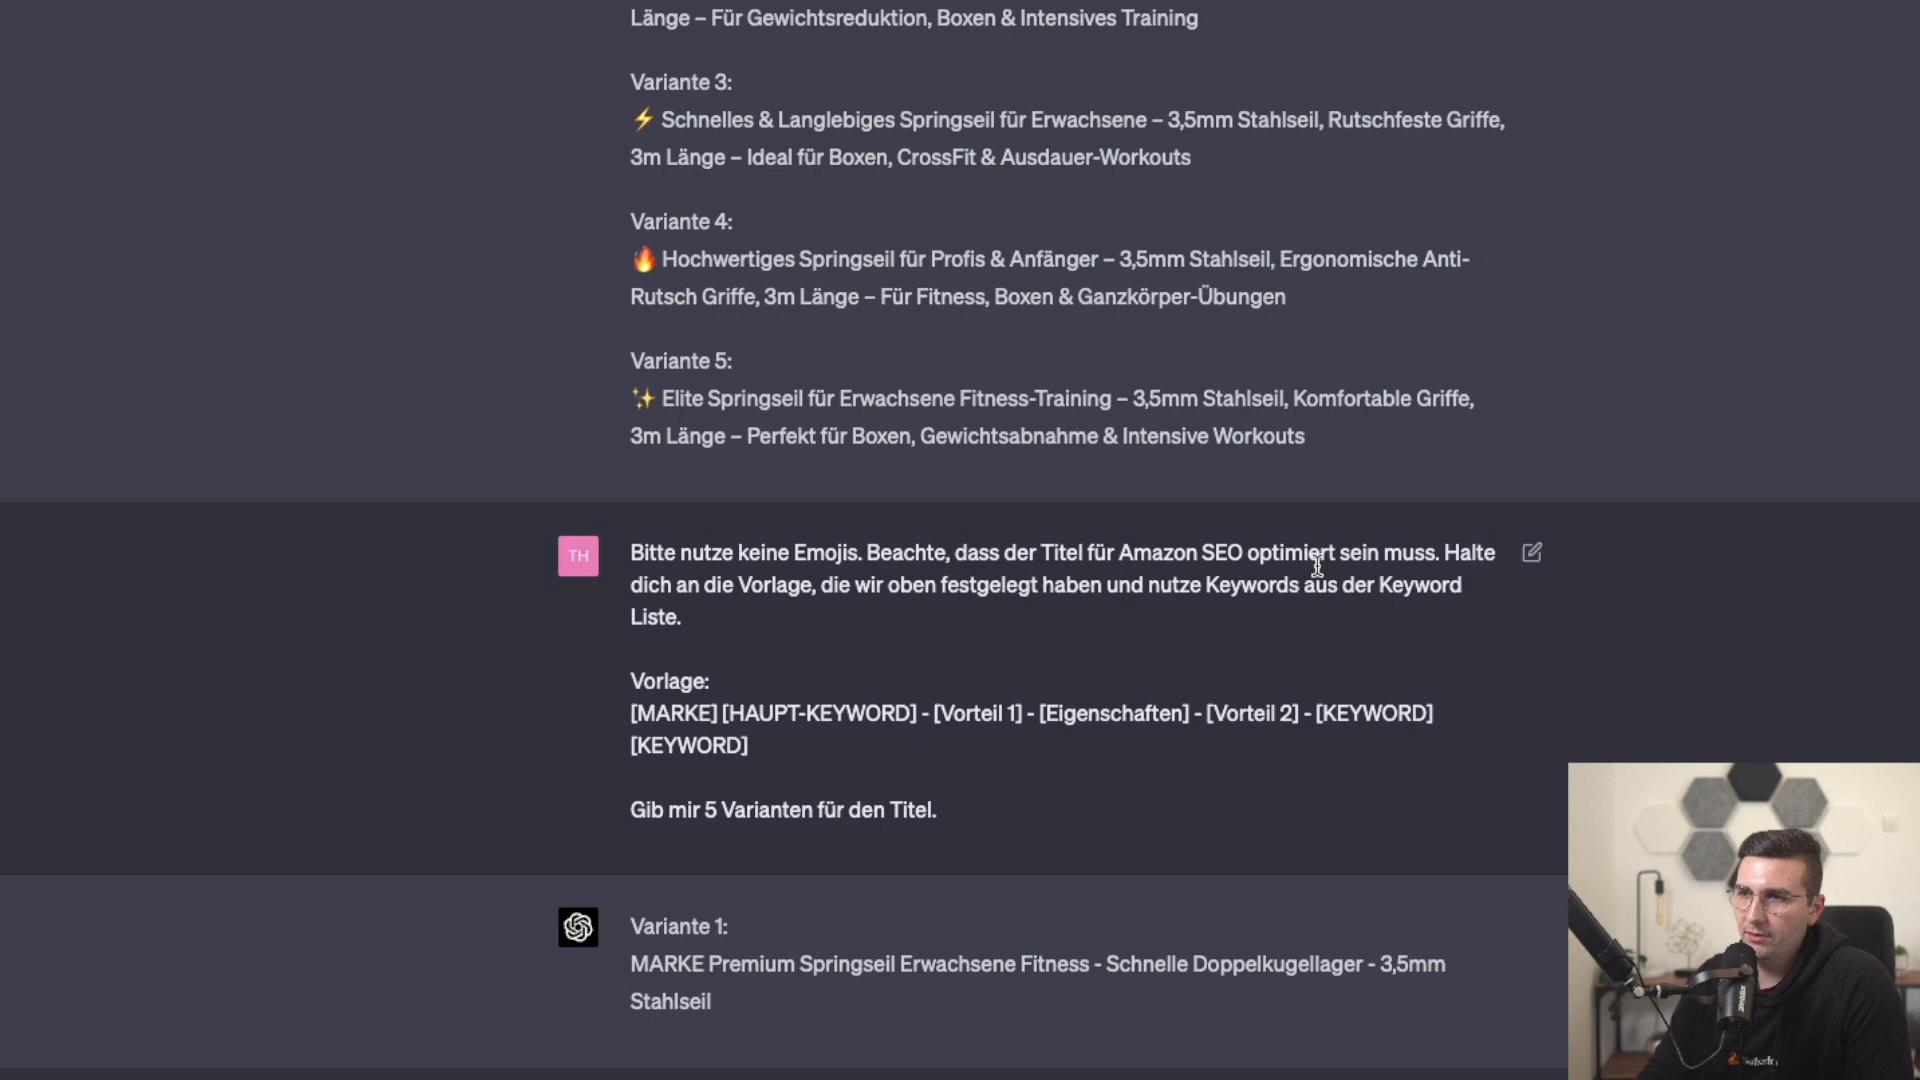 Länge – Für Gewichtsreduktion, Boxen & Intensives Training
Variante 3:
⚡ Schnelles & Langlebiges Springseil für Erwachsene – 3,5mm Stahlseil, Rutschfeste Griffe,
3m Länge – Ideal für Boxen, CrossFit & Ausdauer-Workouts
Variante 4:
🔥 Hochwertiges Springseil für Profis & Anfänger – 3,5mm Stahlseil, Ergonomische Anti-
Rutsch Griffe, 3m Länge – Für Fitness, Boxen & Ganzkörper-Übungen
Variante 5:
✨ Elite Springseil für Erwachsene Fitness-Training – 3,5mm Stahlseil, Komfortable Griffe,
3m Länge – Perfekt für Boxen, Gewichtsabnahme & Intensive Workouts
TH
Bitte nutze keine Emojis. Beachte, dass der Titel für Amazon SEO optimiert sein muss. Halte
dich an die Vorlage, die wir oben festgelegt haben und nutze Keywords aus der Keyword
Liste.
Vorlage:
[MARKE] [HAUPT-KEYWORD] - [Vorteil 1] - [Eigenschaften] - [Vorteil 2] - [KEYWORD]
[KEYWORD]
Gib mir 5 Varianten für den Titel.
Variante 1:
MARKE Premium Springseil Erwachsene Fitness - Schnelle Doppelkugellager - 3,5mm
Stahlseil